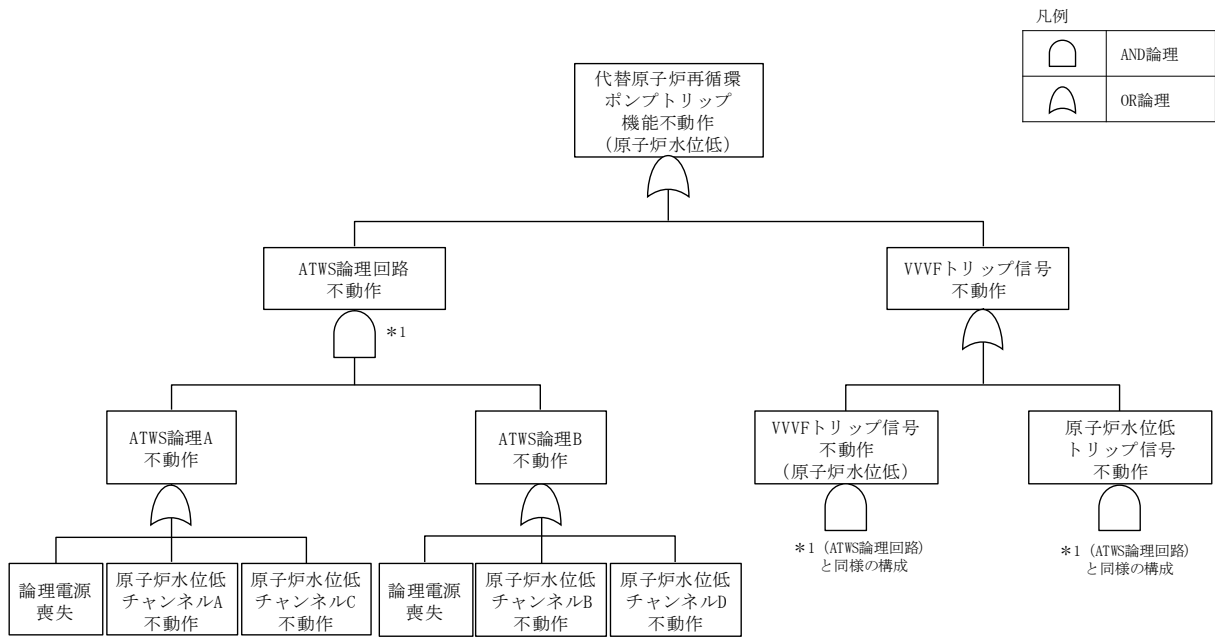 凡例
AND論理
OR論理
代替原子炉再循環
ポンプトリップ
機能不動作
(原子炉水位低)
ATWS論理回路
不動作
*1
VVVFトリップ信号
不動作
ATWS論理A
不動作
ATWS論理B
不動作
VVVFトリップ信号
不動作
(原子炉水位低)
原子炉水位低
トリップ信号
不動作
*1(ATWS論理回路)
と同様の構成
*1(ATWS論理回路)
と同様の構成
論理電源
喪失
原子炉水位低
チャンネルA
不動作
原子炉水位低
チャンネルC
不動作
論理電源
喪失
原子炉水位低
チャンネルB
不動作
原子炉水位低
チャンネルD
不動作